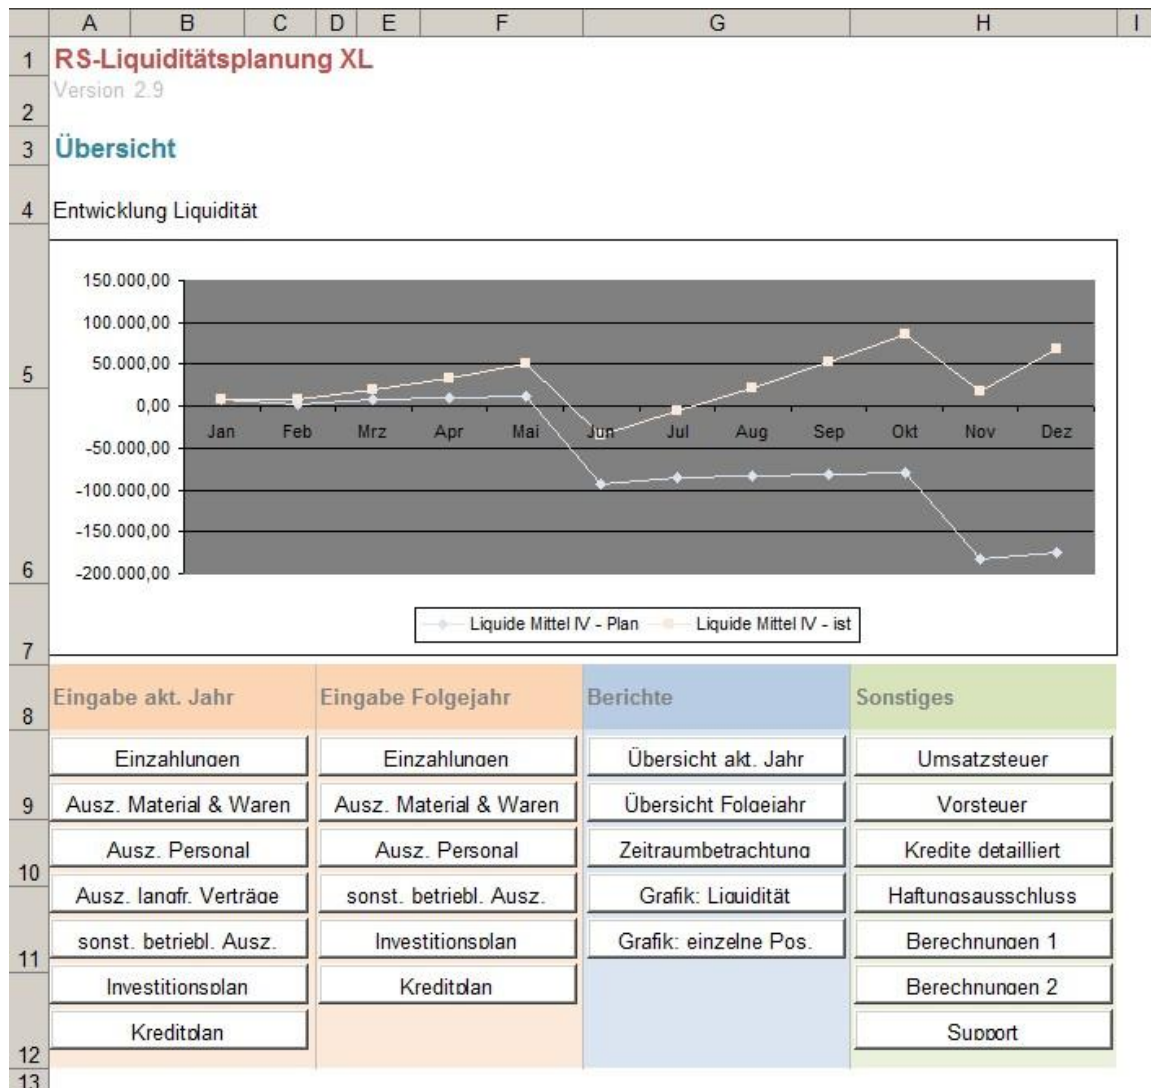 A B C D E F G H I
1 RS-Liquiditätsplanung XL
Version 2.9
2
3 Übersicht
4 Entwicklung Liquidität
150.000,00
100.000,00
50.000,00
5
0,00
Jan Feb Mrz Apr Mai Jun Jul Aug Sep Okt Nov Dez
-50.000,00
-100.000,00
-150.000,00
6
-200.000,00
Liquide Mittel IV - Plan Liquide Mittel IV - ist
7
Eingabe akt. Jahr Eingabe Folgejahr Berichte Sonstiges
8
Einzahlungen Einzahlungen Übersicht akt. Jahr Umsatzsteuer
9 Ausz. Material & Waren Ausz. Material & Waren Übersicht Folgejahr Vorsteuer
Ausz. Personal Ausz. Personal Zeitraumbetrachtung Kredite detailliert
10
Ausz. langfr. Verträge sonst. betriebl. Ausz. Grafik: Liquidität Haftungsausschluss
sonst. betriebl. Ausz. Investitionsplan Grafik: einzelne Pos. Berechnungen 1
11
Investitionsplan Kreditplan Berechnungen 2
Kreditplan Support
12
13